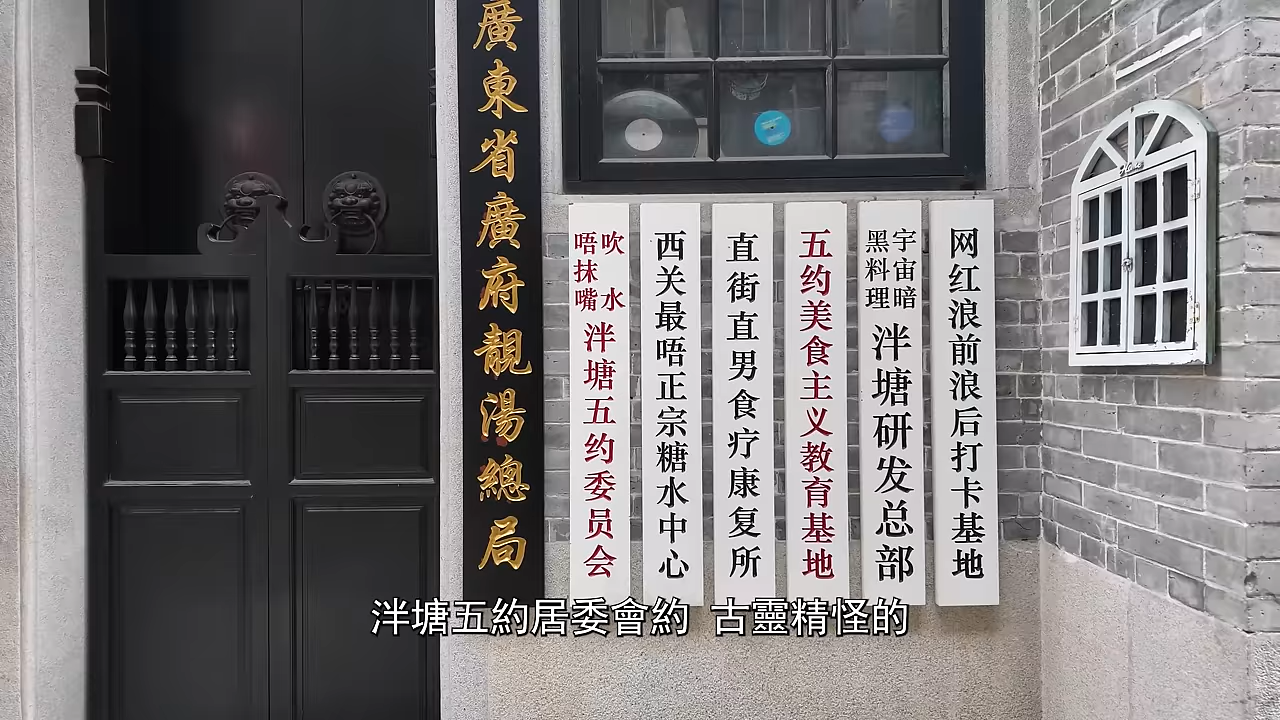 廣東省廣府靚湯總局
吹水
唔抹嘴
泮塘五约委员会
西关最唔正宗糖水中心
直街直男食疗康复所
五约美食主义教育基地
宇宙暗
黑料理
泮塘研发总部
网红浪前浪后打卡基地
Home
泮塘五約居委會約 古靈精怪的